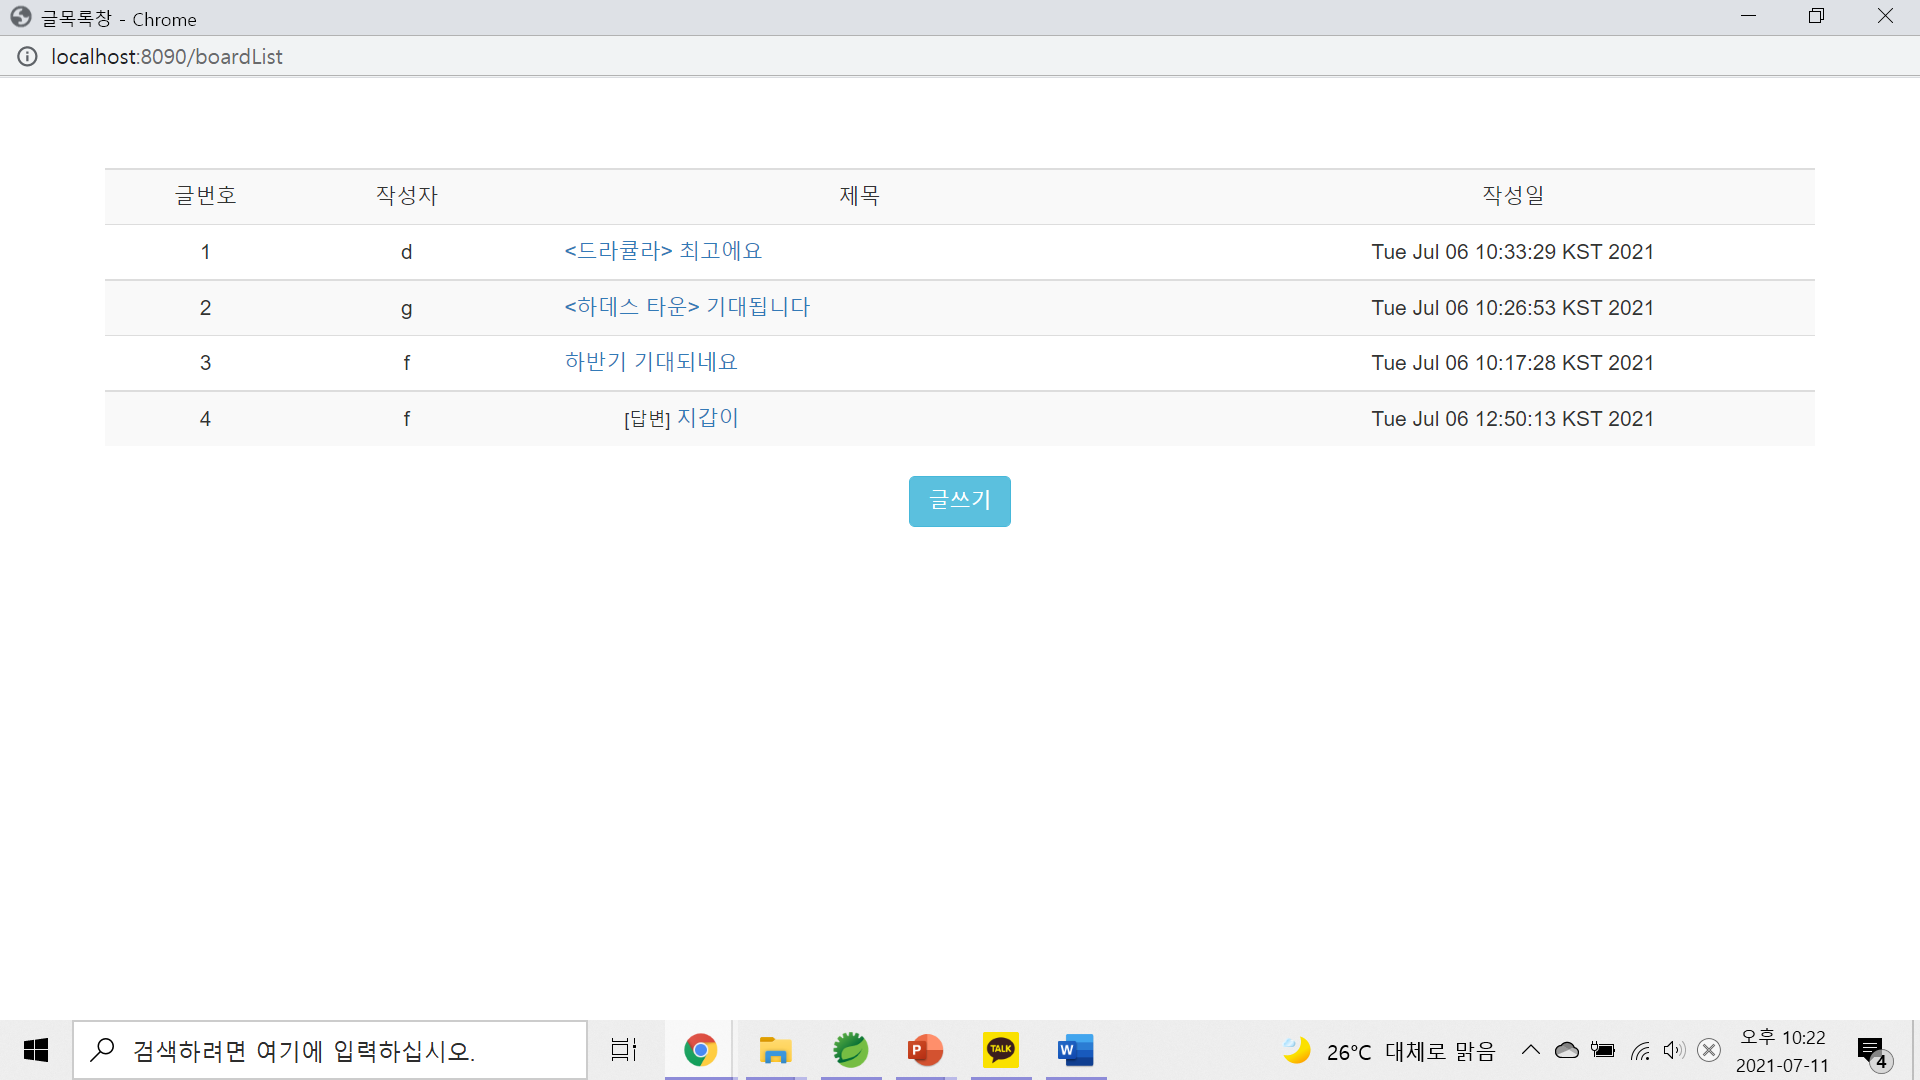 글목록창 - Chrome
localhost:8090/boardList
글번호 작성자 제목 작성일
1 d <드라큘라> 최고에요 Tue Jul 06 10:33:29 KST 2021
2 g <하데스 타운> 기대됩니다 Tue Jul 06 10:26:53 KST 2021
3 f 하반기 기대되네요 Tue Jul 06 10:17:28 KST 2021
4 f [답변] 지갑이 Tue Jul 06 12:50:13 KST 2021
글쓰기
검색하려면 여기에 입력하십시오.
P
TALK
W
26°C 대체로 맑음
오후 10:22
2021-07-11
4